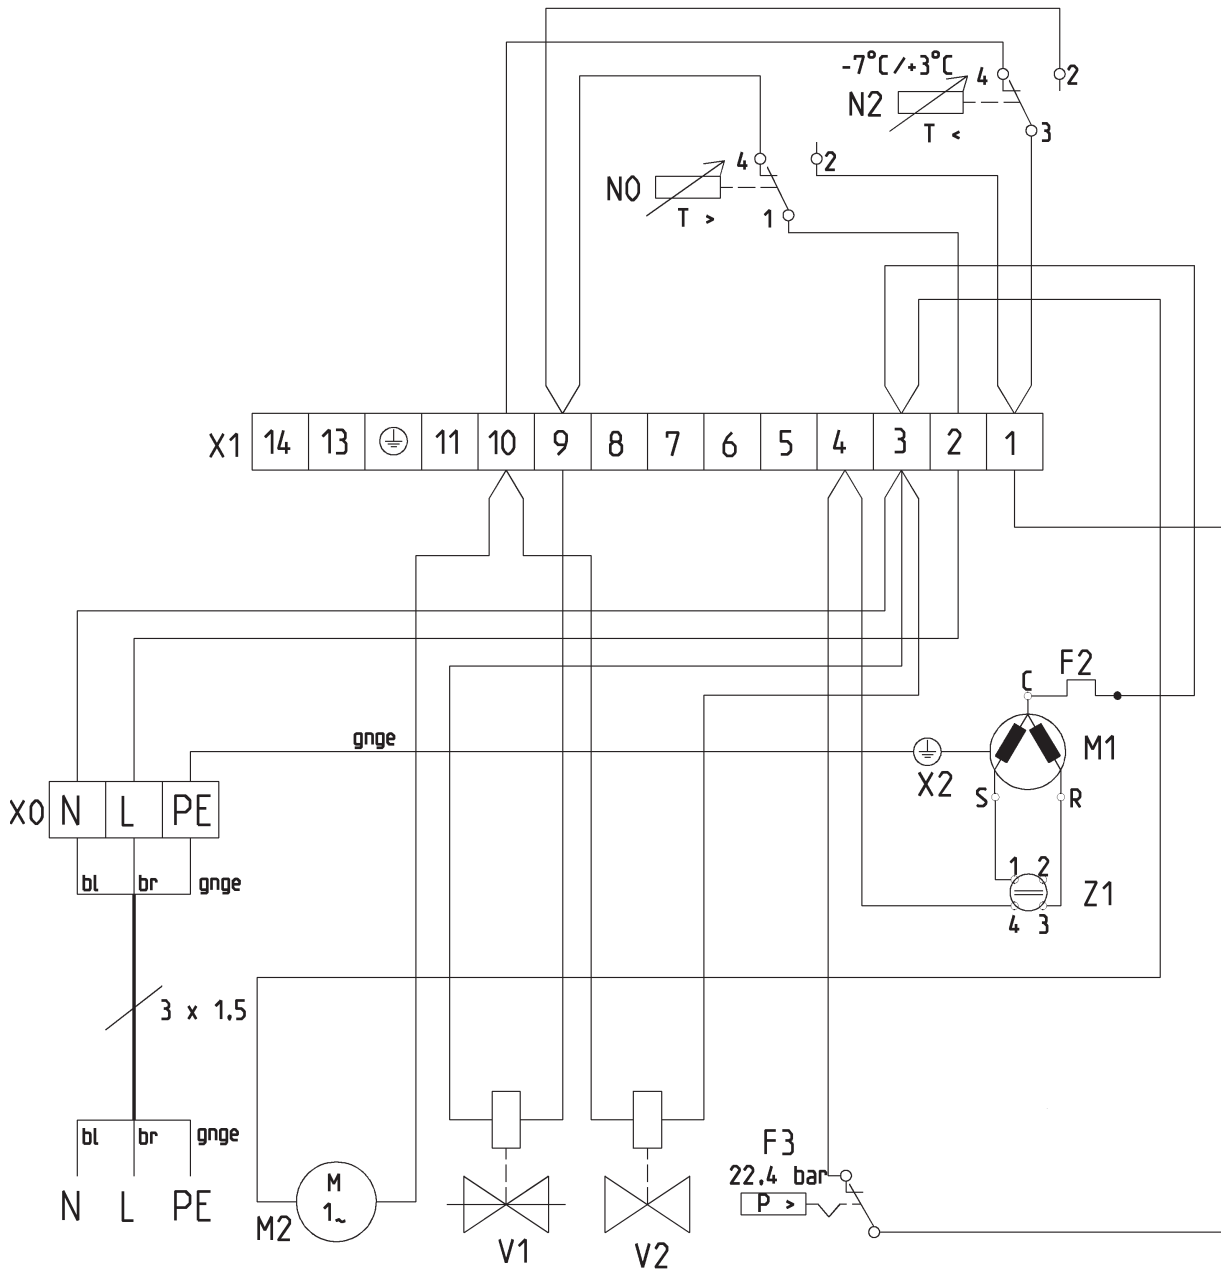 -7°C/+3°C
4
2
N2
T <
3
4
2
N0
T >
1
X1 14 13 11 10 9 8 7 6 5 4 3 2 1
F2
C
gnge
M1
X2
S
R
X0 N L PE
bl br gnge
1 2
Z1
4 3
3 x 1.5
bl br gnge
F3
22.4 bar
P >
N L PE
M
1~
M2
V1
V2